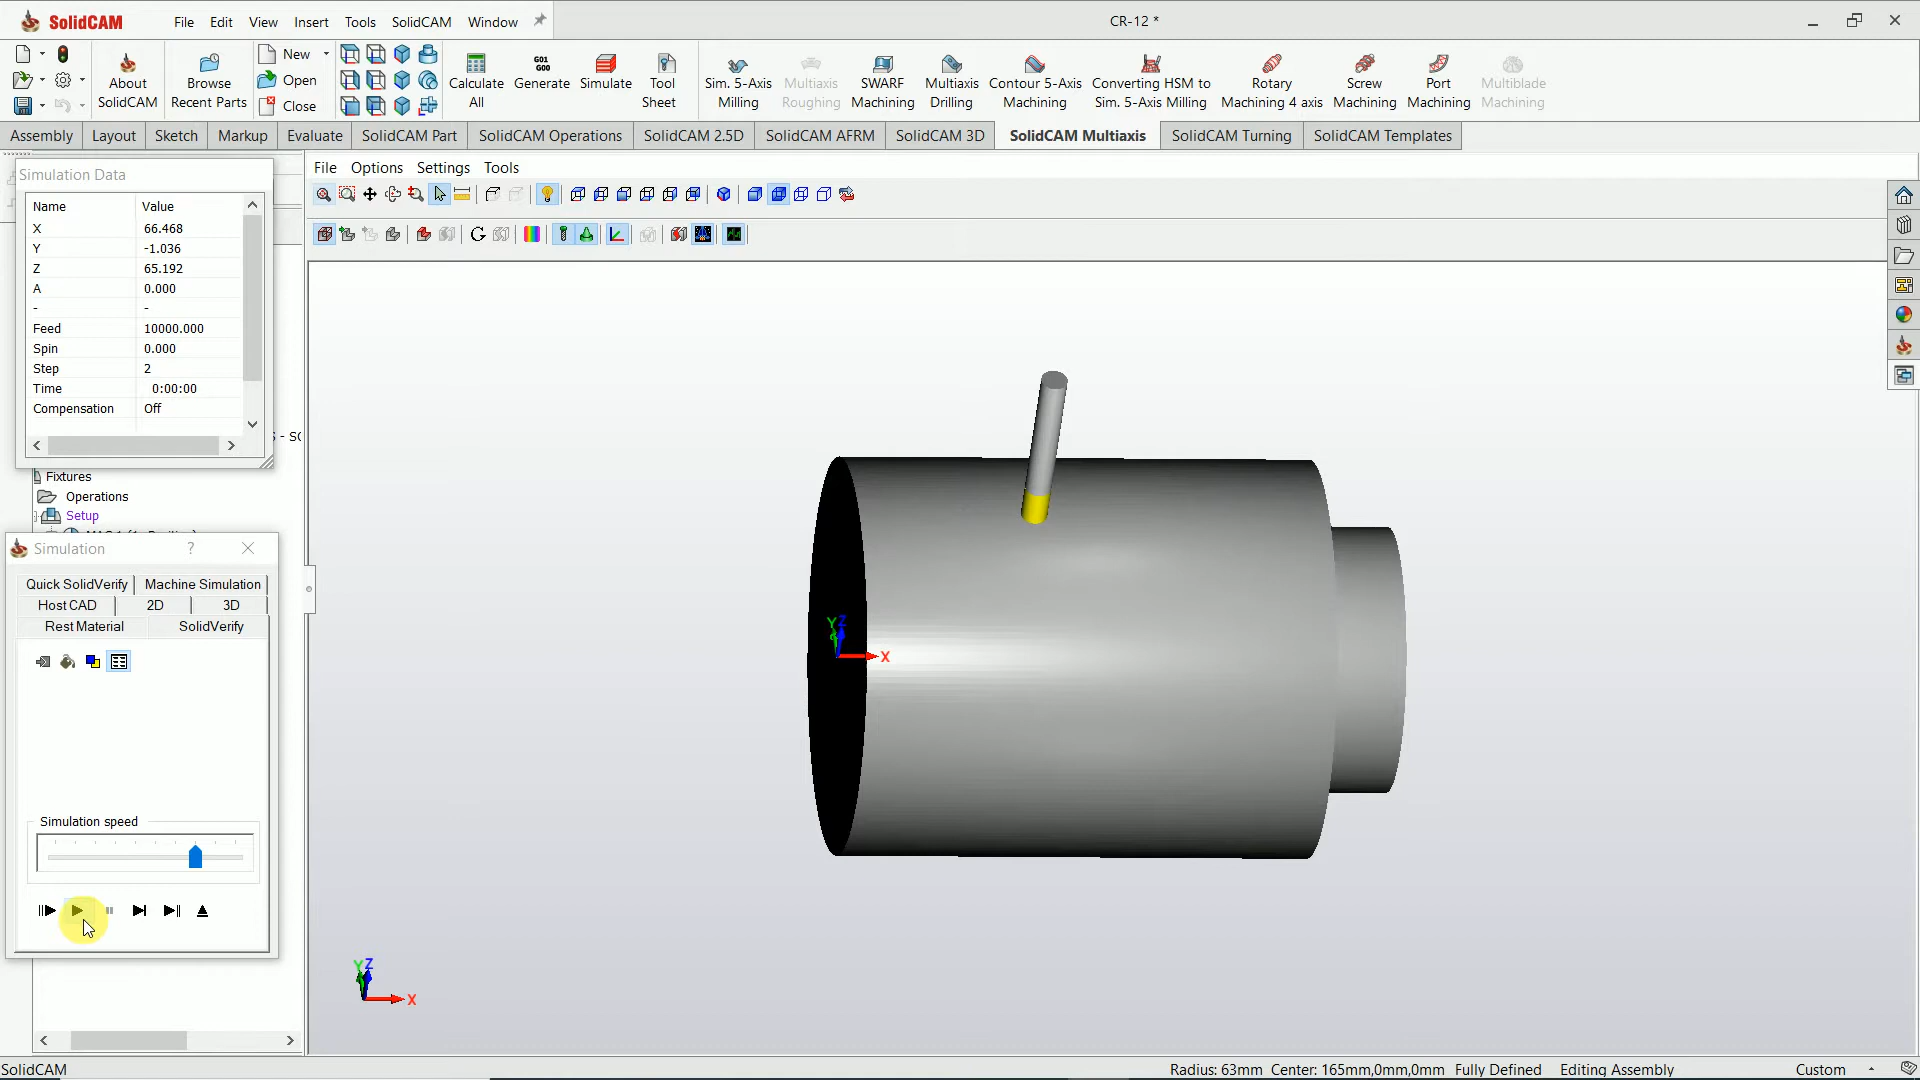 SolidCAM File Edit View Insert Tools SolidCAM Window CR-12 *
New Open Close
About SolidCAM
Browse Recent Parts
Calculate All
Generate
Simulate
Tool Sheet
Sim. 5-Axis Milling
Multiaxis Roughing
SWARF Machining
Multiaxis Drilling
Contour 5-Axis Machining
Converting HSM to Sim. 5-Axis Milling
Rotary Machining 4 axis
Screw Machining
Port Machining
Multiblade Machining
G01
G00
Assembly Layout Sketch Markup Evaluate SolidCAM Part SolidCAM Operations SolidCAM 2.5D SolidCAM AFRM SolidCAM 3D SolidCAM Multiaxis SolidCAM Turning SolidCAM Templates
File Options Settings Tools
Simulation Data
Name Value
X 66.468
Y -1.036
Z 65.192
A 0.000
- -
Feed 10000.000
Spin 0.000
Step 2
Time 0:00:00
Compensation Off
Fixtures
Operations
Setup
Simulation ?
Quick SolidVerify Machine Simulation
Host CAD 2D 3D
Rest Material SolidVerify
Simulation speed
Y Z
X
Y Z
X
SolidCAM Radius: 63mm Center: 165mm,0mm,0mm Fully Defined Editing Assembly Custom